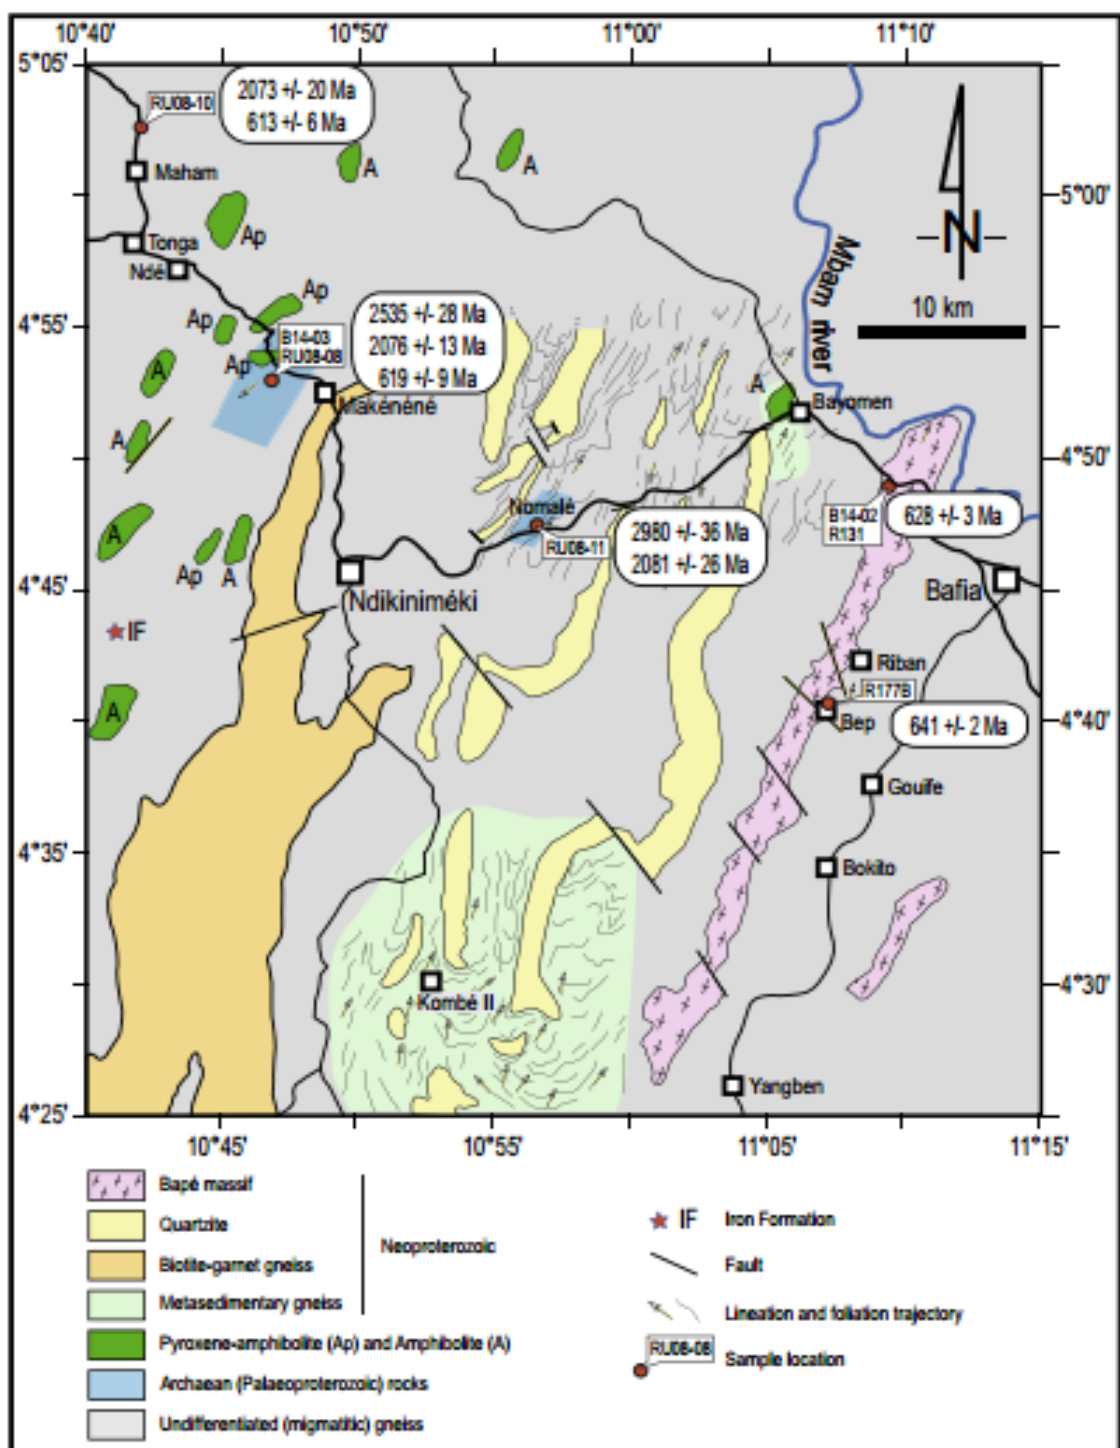 10°40' 10°50' 11°00' 11°10'
5°05'
RU08-10
2073 +/- 20 Ma
613 +/- 6 Ma
Maham
A
A
5°00'
Ap
Tonga
Ndé
N
Mbam river
10 km
4°55'
Ap
Ap
B14-03
RU08-08
Ap
2535 +/- 28 Ma
2076 +/- 13 Ma
619 +/- 9 Ma
A
Makénéné
A
Bayomen
A
4°50'
Nomalé
RU08-11
2980 +/- 36 Ma
2081 +/- 26 Ma
B14-02
R131
628 +/- 3 Ma
A
Ap
A
4°45'
Ndikiniméki
Bafia
IF
Riban
R177B
A
Bep
641 +/- 2 Ma
4°40'
Gouife
4°35'
Bokito
Kombé II
4°30'
Yangben
4°25'
10°45' 10°55' 11°05' 11°15'
Bapé massif
Quartzite
Biotite-garnet gneiss
Metasedimentary gneiss
Neoproterozoic
Pyroxene-amphibolite (Ap) and Amphibolite (A)
Archaean (Palaeoproterozoic) rocks
Undifferentiated (migmatitic) gneiss
IF Iron Formation
Fault
Lineation and foliation trajectory
RU08-08 Sample location